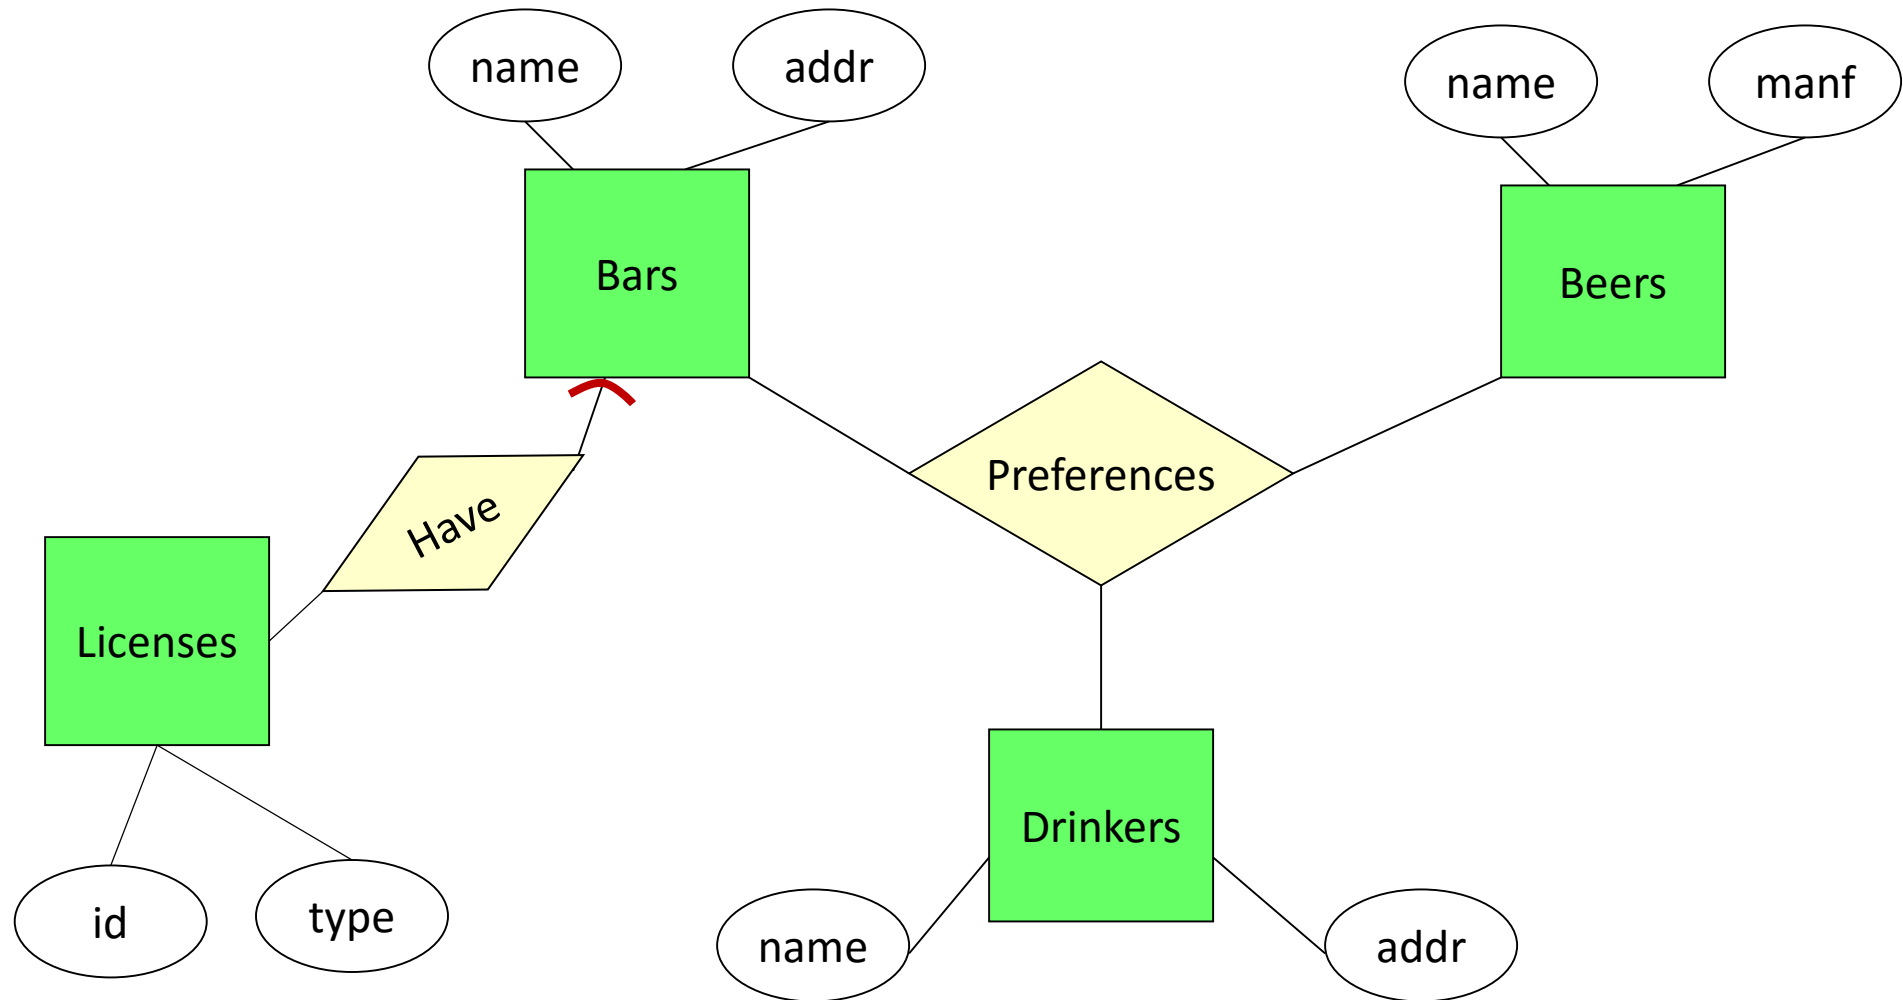 name
addr
name
manf
Bars
Beers
Preferences
Have
Licenses
Drinkers
id
type
name
addr